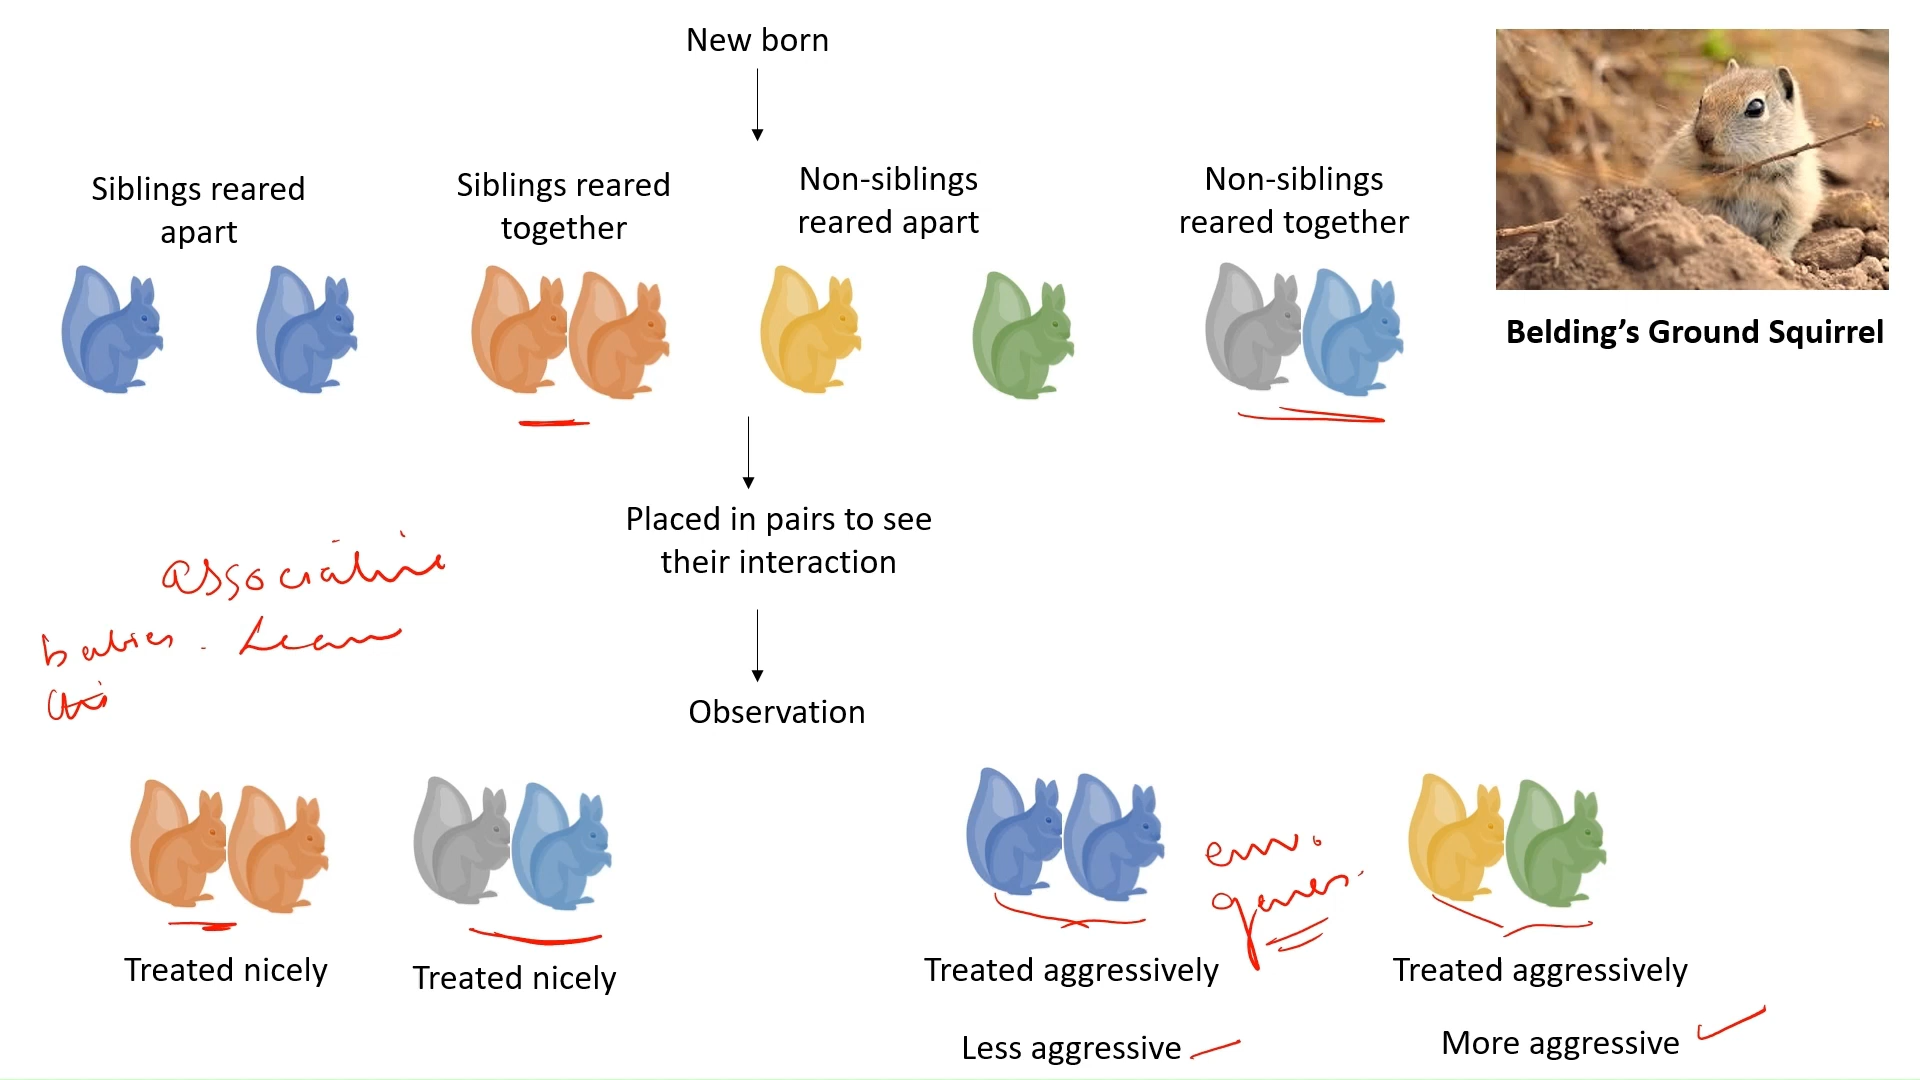 New born
Siblings reared
apart
Siblings reared
together
Non-siblings
reared apart
Non-siblings
reared together
Belding's Ground Squirrel
Placed in pairs to see
their interaction
babies. Learn
Observation
env.
genes.
Treated nicely
Treated nicely
Treated aggressively
Treated aggressively
Less aggressive
More aggressive